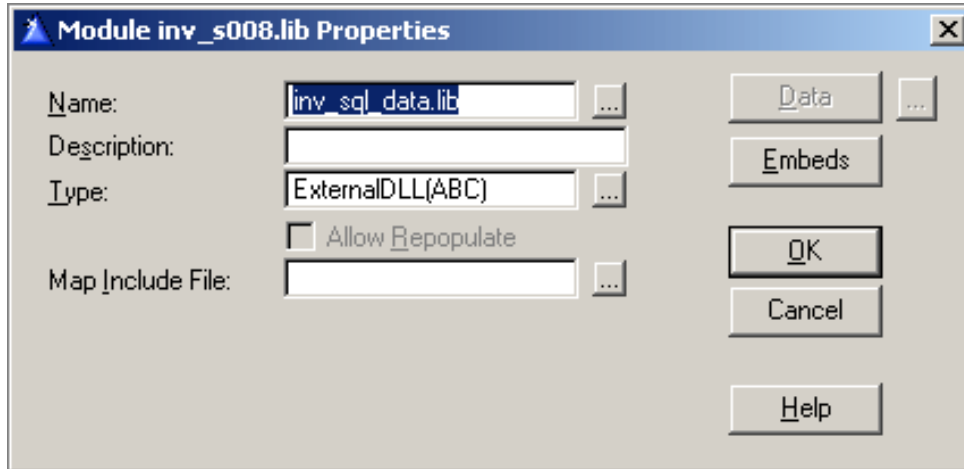 Module inv_s008.lib Properties
Name: inv_sql_data.lib ... Data ...
Description: Embeds
Type: ExternalDLL(ABC) ...
Allow Repopulate OK
Map Include File: ...
Cancel
Help